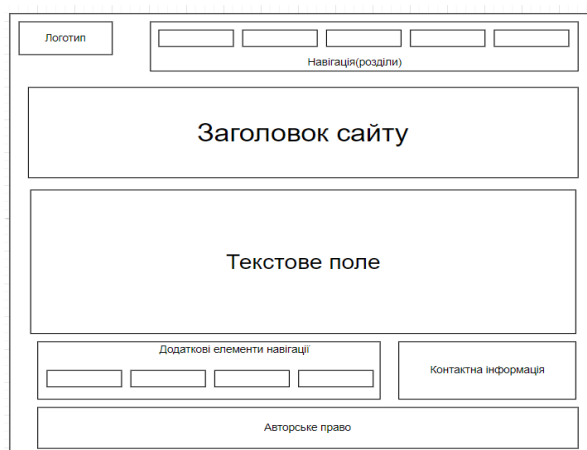 Логотип
Навігація(розділи)
Заголовок сайту
Текстове поле
Додаткові елементи навігації
Контактна інформація
Авторське право